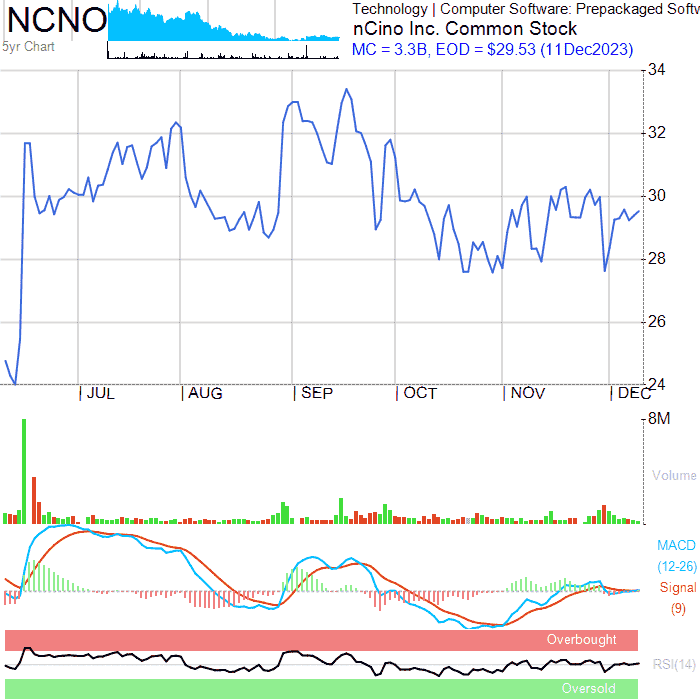 NCNO
5yr Chart
Technology | Computer Software: Prepackaged Softw
nCino Inc. Common Stock
MC = 3.3B, EOD = $29.53 (11Dec2023)
34
32
30
28
26
24
JUL AUG SEP OCT NOV DEC
8M
Volume
MACD
(12-26)
Signal
(9)
Overbought
RSI(14)
Oversold